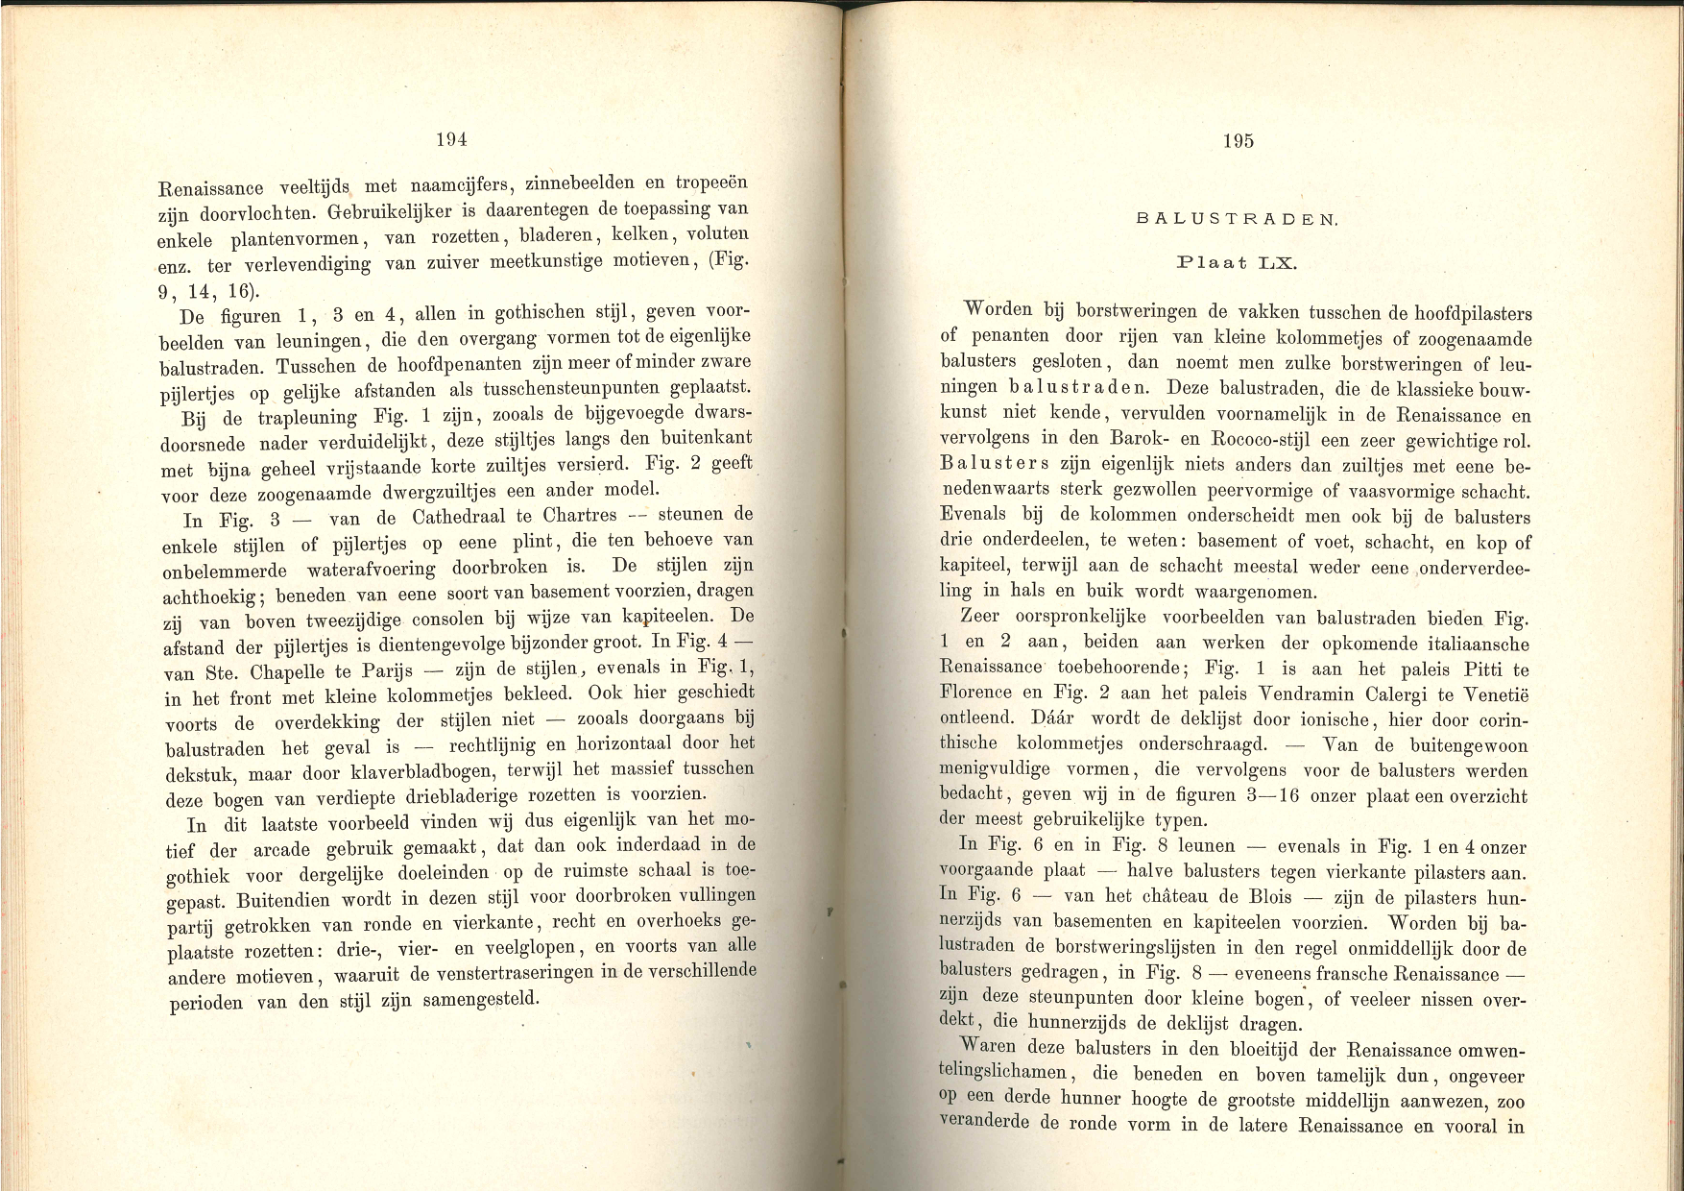 194
Renaissance veeltijds met naamcijfers, zinnebeelden en tropeeën
zijn doorvlochten. Gebruikelijker is daarentegen de toepassing van
enkele plantenvormen, van rozetten, bladeren, kelken, voluten
enz. ter verlevendiging van zuiver meetkunstige motieven, (Fig.
9, 14, 16).
De figuren 1, 3 en 4, allen in gothischen stijl, geven voor-
beelden van leuningen, die den overgang vormen tot de eigenlijke
balustraden. Tusschen de hoofdpenanten zijn meer of minder zware
pijlertjes op gelijke afstanden als tusschensteunpunten geplaatst.
Bij de trapleuning Fig. 1 zijn, zooals de bijgevoegde dwars-
doorsnede nader verduidelijkt, deze stijltjes langs den buitenkant
met bijna geheel vrijstaande korte zuiltjes versierd. Fig. 2 geeft
voor deze zoogenaamde dwergzuiltjes een ander model.
In Fig. 3 — van de Cathedraal te Chartres -- steunen de
enkele stijlen of pijlertjes op eene plint, die ten behoeve van
onbelemmerde waterafvoering doorbroken is. De stijlen zijn
achthoekig; beneden van eene soort van basement voorzien, dragen
zij van boven tweezijdige consolen bij wijze van kapiteelen. De
afstand der pijlertjes is dientengevolge bijzonder groot. In Fig. 4 —
van Ste. Chapelle te Parijs — zijn de stijlen, evenals in Fig. 1,
in het front met kleine kolommetjes bekleed. Ook hier geschiedt
voorts de overdekking der stijlen niet — zooals doorgaans bij
balustraden het geval is — rechtlijnig en horizontaal door het
dekstuk, maar door klaverbladbogen, terwijl het massief tusschen
deze bogen van verdiepte driebladerige rozetten is voorzien.
In dit laatste voorbeeld vinden wij dus eigenlijk van het mo-
tief der arcade gebruik gemaakt, dat dan ook inderdaad in de
gothiek voor dergelijke doeleinden op de ruimste schaal is toe-
gepast. Buitendien wordt in dezen stijl voor doorbroken vullingen
partij getrokken van ronde en vierkante, recht en overhoeks ge-
plaatste rozetten: drie-, vier- en veelglopen, en voorts van alle
andere motieven, waaruit de venstertraseringen in de verschillende
perioden van den stijl zijn samengesteld.
195
BALUSTRADEN.
Plaat LX.
Worden bij borstweringen de vakken tusschen de hoofdpilasters
of penanten door rijen van kleine kolommetjes of zoogenaamde
balusters gesloten, dan noemt men zulke borstweringen of leu-
ningen balustraden. Deze balustraden, die de klassieke bouw-
kunst niet kende, vervulden voornamelijk in de Renaissance en
vervolgens in den Barok- en Rococo-stijl een zeer gewichtige rol.
Balusters zijn eigenlijk niets anders dan zuiltjes met eene be-
nedenwaarts sterk gezwollen peervormige of vaasvormige schacht.
Evenals bij de kolommen onderscheidt men ook bij de balusters
drie onderdeelen, te weten: basement of voet, schacht, en kop of
kapiteel, terwijl aan de schacht meestal weder eene onderverdee-
ling in hals en buik wordt waargenomen.
Zeer oorspronkelijke voorbeelden van balustraden bieden Fig.
1 en 2 aan, beiden aan werken der opkomende italiaansche
Renaissance toebehoorende; Fig. 1 is aan het paleis Pitti te
Florence en Fig. 2 aan het paleis Vendramin Calergi te Venetië
ontleend. Dáár wordt de deklijst door ionische, hier door corin-
thische kolommetjes onderschraagd. — Van de buitengewoon
menigvuldige vormen, die vervolgens voor de balusters werden
bedacht, geven wij in de figuren 3—16 onzer plaat een overzicht
der meest gebruikelijke typen.
In Fig. 6 en in Fig. 8 leunen — evenals in Fig. 1 en 4 onzer
voorgaande plaat — halve balusters tegen vierkante pilasters aan.
In Fig. 6 — van het château de Blois — zijn de pilasters hun-
nerzijds van basementen en kapiteelen voorzien. Worden bij ba-
lustraden de borstweringslijsten in den regel onmiddellijk door de
balusters gedragen, in Fig. 8 — eveneens fransche Renaissance —
zijn deze steunpunten door kleine bogen, of veeleer nissen over-
dekt, die hunnerzijds de deklijst dragen.
Waren deze balusters in den bloeitijd der Renaissance omwen-
telingslichamen, die beneden en boven tamelijk dun, ongeveer
op een derde hunner hoogte de grootste middellijn aanwezen, zoo
veranderde de ronde vorm in de latere Renaissance en vooral in